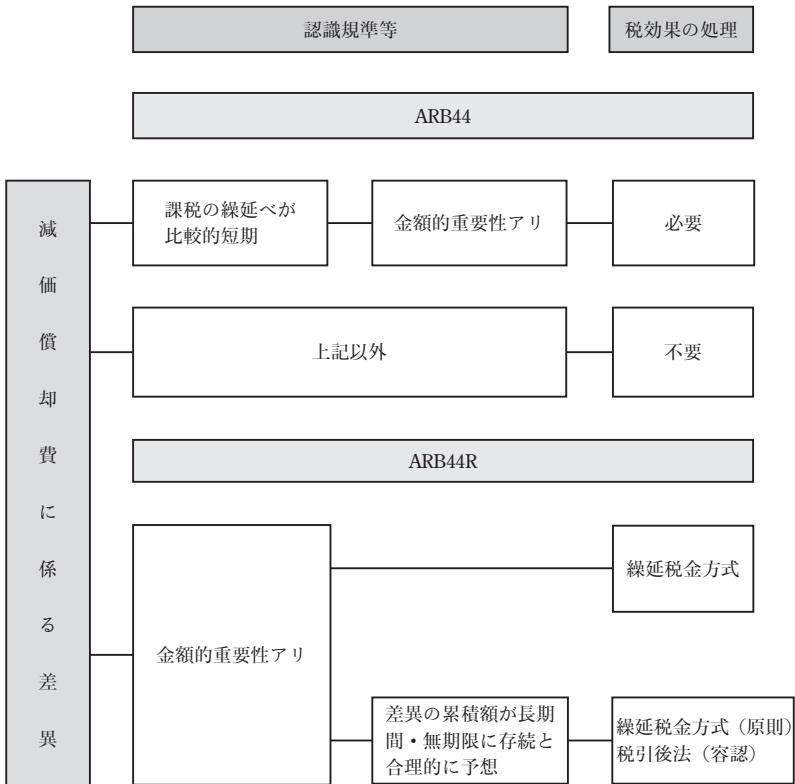 認識規準等
税効果の処理
ARB44
減価償却費に係る差異
課税の繰延べが
比較的短期
金額的重要性アリ
必要
上記以外
不要
ARB44R
金額的重要性アリ
繰延税金方式
差異の累積額が長期
間・無期限に存続と
合理的に予想
繰延税金方式（原則）
税引後法（容認）